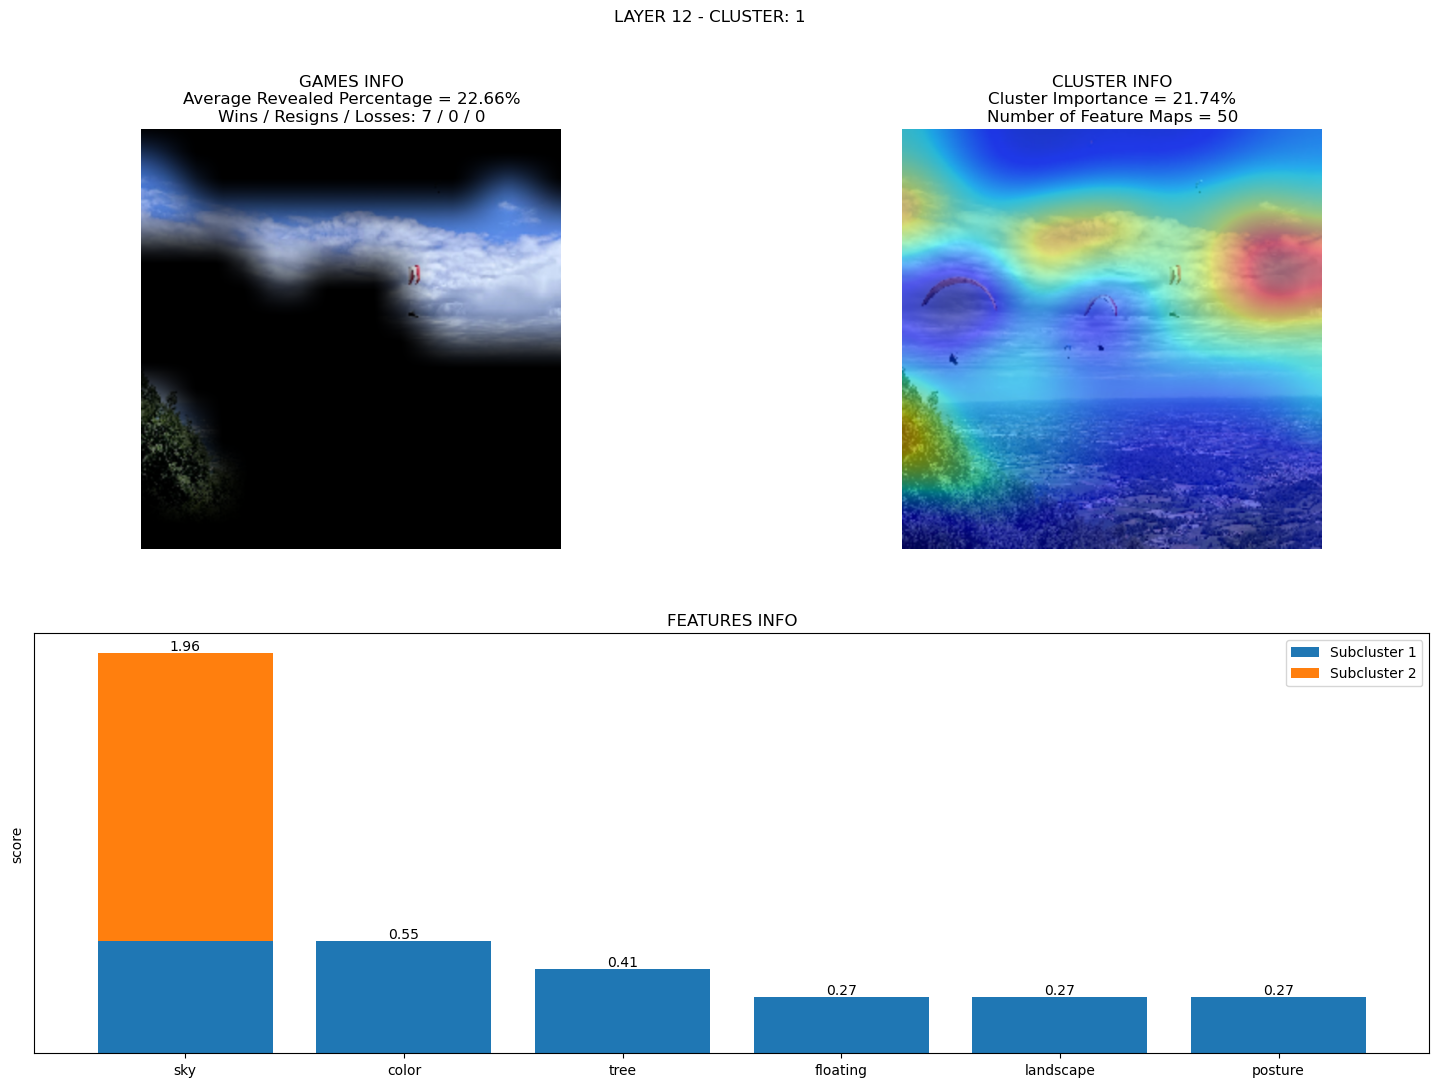 LAYER 12 - CLUSTER: 1
GAMES INFO
Average Revealed Percentage = 22.66%
Wins / Resigns / Losses: 7 / 0 / 0
CLUSTER INFO
Cluster Importance = 21.74%
Number of Feature Maps = 50
FEATURES INFO
score
1.96
0.55
0.41
0.27
0.27
0.27
Subcluster 1
Subcluster 2
sky
color
tree
floating
landscape
posture